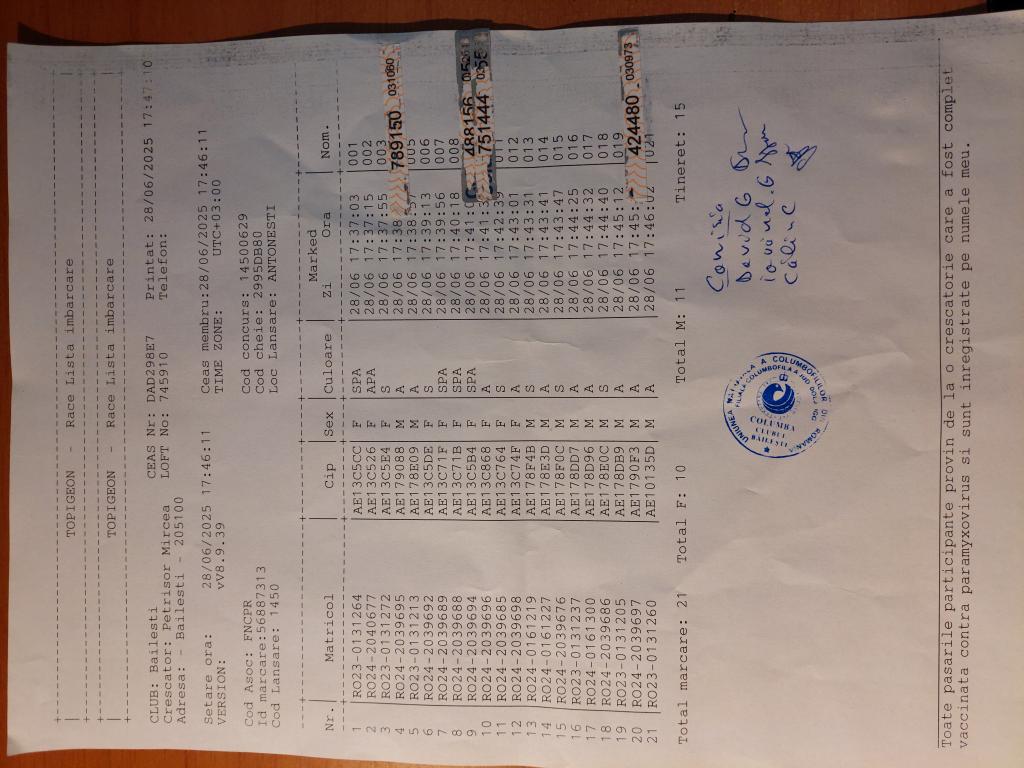 TOPIGEON - Race Lista imbarcare
TOPIGEON - Race Lista imbarcare
CLUB: Bailesti CEAS Nr: DAD298E7 Printat: 28/06/2025 17:47:10
Crescator: Petrisor Mircea LOFT No: 745910 Telefon:
Adresa: - Bailesti - 205100
Setare ora: 28/06/2025 17:46:11 Ceas membru:28/06/2025 17:46:11
VERSION: vV8.9.39 TIME ZONE: UTC+03:00
Cod Asoc: FNCPR Cod concurs: 14500629
Id marcare:56887313 Cod cheie: 2995DB80
Cod Lansare: 1450 Loc Lansare: ANTONESTI
Marked
Nr. Matricol Cip Sex Culoare Zi Ora Nom.
1 RO23-0131264 AE13C5CC F SPA 28/06 17:37:03 001
2 RO24-2040677 AE13C526 F APA 28/06 17:37:15 002
3 RO23-0131272 AE13C5E4 F S 28/06 17:37:55 003
4 RO24-2039695 AE179088 M A 28/06 17:38
5 RO23-0131213 AE178E09 M A 28/06 17:38 005
6 RO24-2039692 AE13C5DE F S 28/06 17:39:13 006
7 RO24-2039689 AE13C71F F SPA 28/06 17:39:56 007
8 RO24-2039688 AE13C71B F SPA 28/06 17:40:18 008
9 RO24-2039694 AE13C5B4 F SPA 28/06 17:41
10 RO24-2039696 AE13C868 F A 28/06 17:41
11 RO24-2039685 AE13C764 F S 28/06 17:42
12 RO24-2039698 AE13C74F F A 28/06 17:43:01 012
13 RO24-0161219 AE178F4B M S 28/06 17:43:31 013
14 RO24-0161227 AE178E3D M A 28/06 17:43:41 014
15 RO24-2039676 AE178F0C M S 28/06 17:43:47 015
16 RO23-0131237 AE178DD7 M A 28/06 17:44:25 016
17 RO24-0161300 AE178D96 M A 28/06 17:44:32 017
18 RO24-2039686 AE178E0C M S 28/06 17:44:40 018
19 RO23-0131205 AE178DB9 M A 28/06 17:45:12 019
20 RO24-2039697 AE1790F3 M A 28/06 17:45
21 RO23-0131260 AE10135D M A 28/06 17:46:02 021
789150 031060
488156
751444
424480 030973
Total marcare: 21 Total F: 10 Total M: 11 Tineret: 15
Comisia
David G
UNIUNEA COLUMBOFILILOR DIN ROMANIA
COLUMBA
CLUBUL
BAILESTI
Toate pasarile participante provin de la o crescatorie care a fost complet
vaccinata contra paramyxovirus si sunt inregistrate pe numele meu.